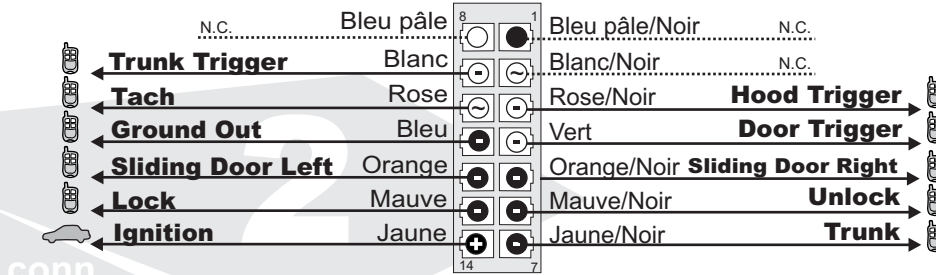 8 1
N.C. Bleu pâle Bleu pâle/Noir N.C.
Trunk Trigger Blanc - ~ Blanc/Noir N.C.
Tach Rose ~ - Rose/Noir Hood Trigger
Ground Out Bleu - - Vert Door Trigger
Sliding Door Left Orange - - Orange/Noir Sliding Door Right
Lock Mauve - - Mauve/Noir Unlock
Ignition Jaune + - Jaune/Noir Trunk
14 7
2
conn